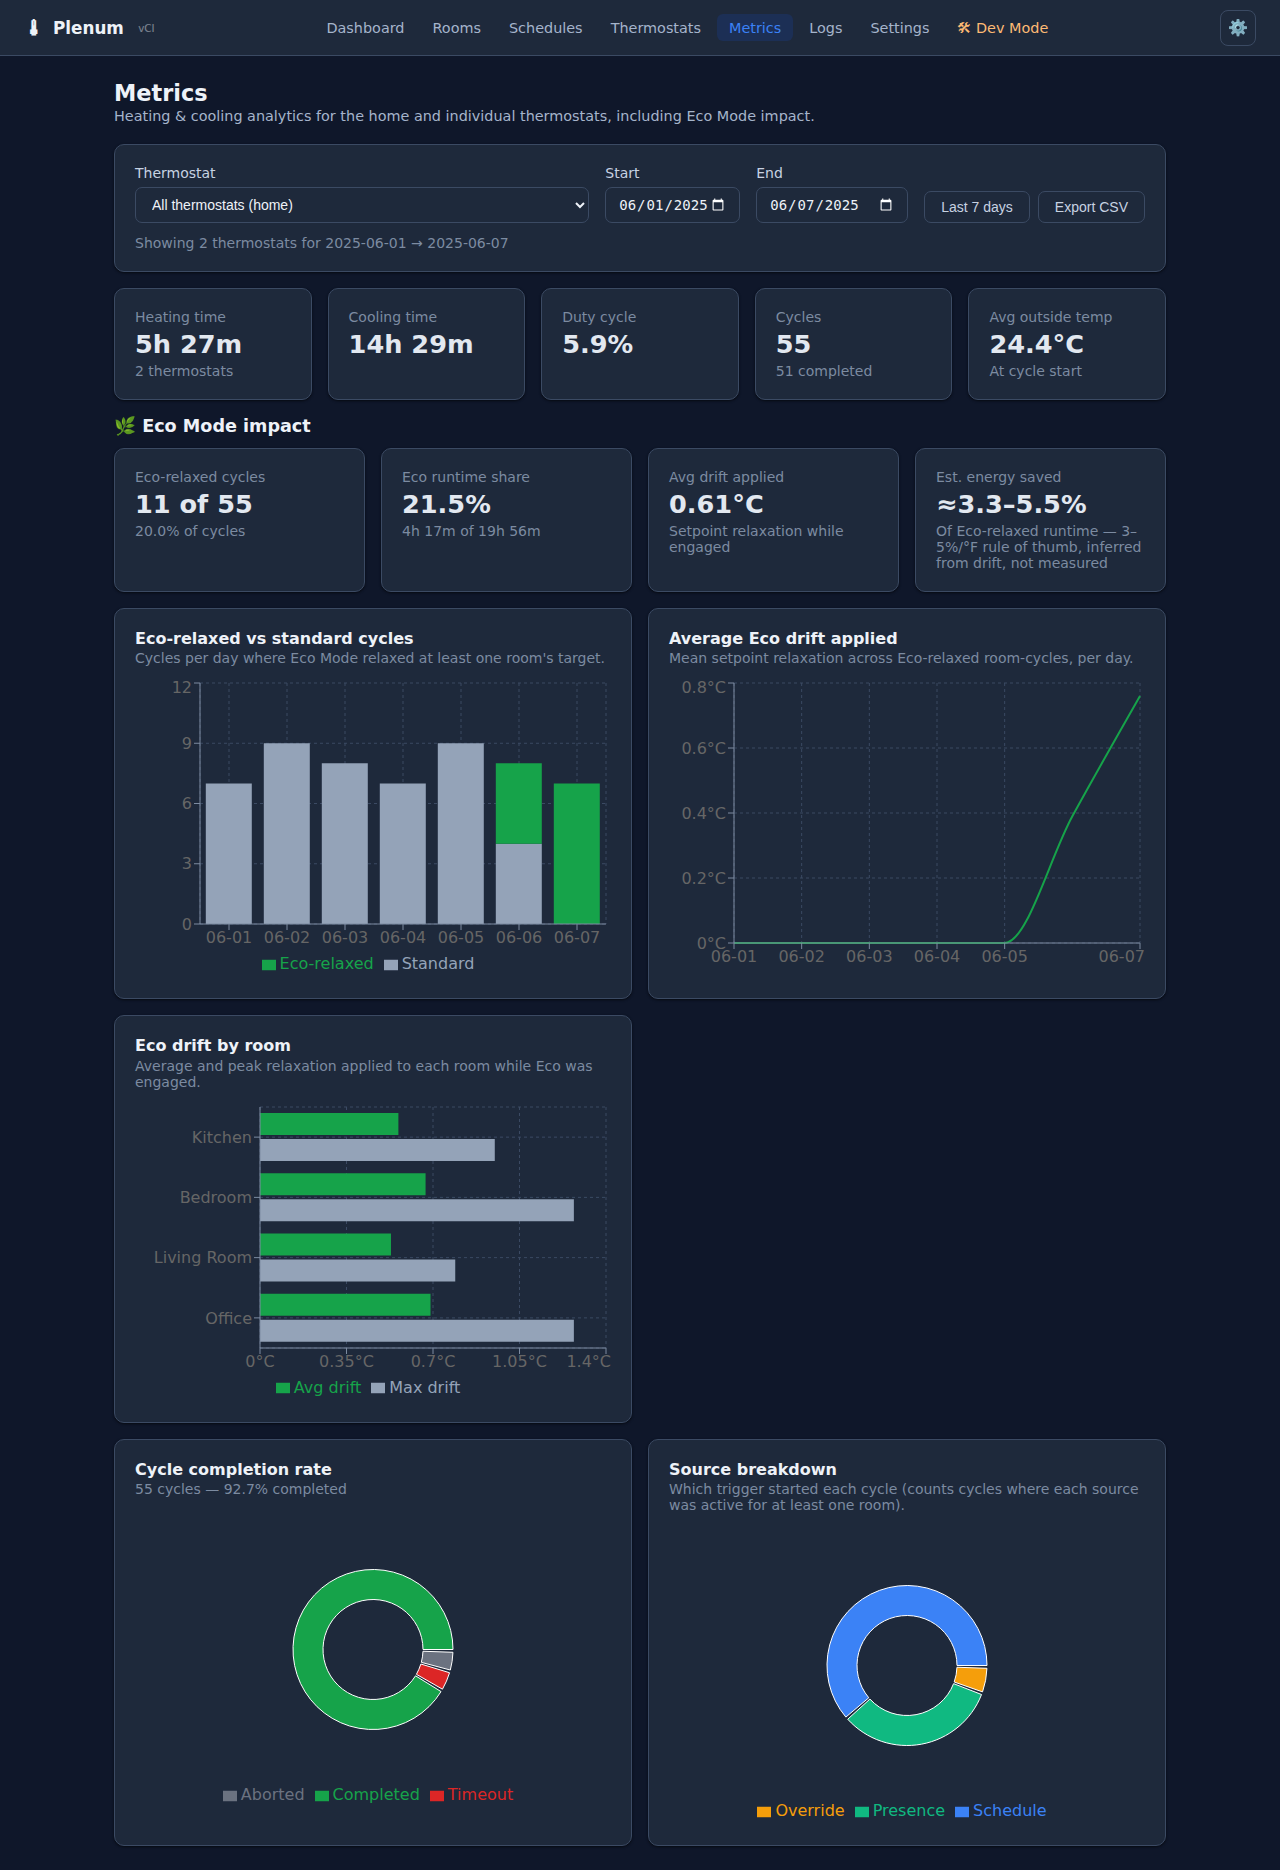 Plenum vCI Dashboard Rooms Schedules Thermostats Metrics Logs Settings 🛠 Dev Mode
Metrics
Heating & cooling analytics for the home and individual thermostats, including Eco Mode impact.
Thermostat Start End
All thermostats (home) 06/01/2025 06/07/2025 Last 7 days Export CSV
Showing 2 thermostats for 2025-06-01 → 2025-06-07
Heating time
5h 27m
2 thermostats
Cooling time
14h 29m
Duty cycle
5.9%
Cycles
55
51 completed
Avg outside temp
24.4°C
At cycle start
🌿 Eco Mode impact
Eco-relaxed cycles
11 of 55
20.0% of cycles
Eco runtime share
21.5%
4h 17m of 19h 56m
Avg drift applied
0.61°C
Setpoint relaxation while
engaged
Est. energy saved
≈3.3–5.5%
Of Eco-relaxed runtime — 3–
5%/°F rule of thumb, inferred
from drift, not measured
Eco-relaxed vs standard cycles
Cycles per day where Eco Mode relaxed at least one room's target.
12
9
6
3
0
06-01 06-02 06-03 06-04 06-05 06-06 06-07
Eco-relaxed Standard
Average Eco drift applied
Mean setpoint relaxation across Eco-relaxed room-cycles, per day.
0.8°C
0.6°C
0.4°C
0.2°C
0°C
06-01 06-02 06-03 06-04 06-05 06-07
Eco drift by room
Average and peak relaxation applied to each room while Eco was
engaged.
Kitchen
Bedroom
Living Room
Office
0°C 0.35°C 0.7°C 1.05°C 1.4°C
Avg drift Max drift
Cycle completion rate
55 cycles — 92.7% completed
Aborted Completed Timeout
Source breakdown
Which trigger started each cycle (counts cycles where each source
was active for at least one room).
Override Presence Schedule